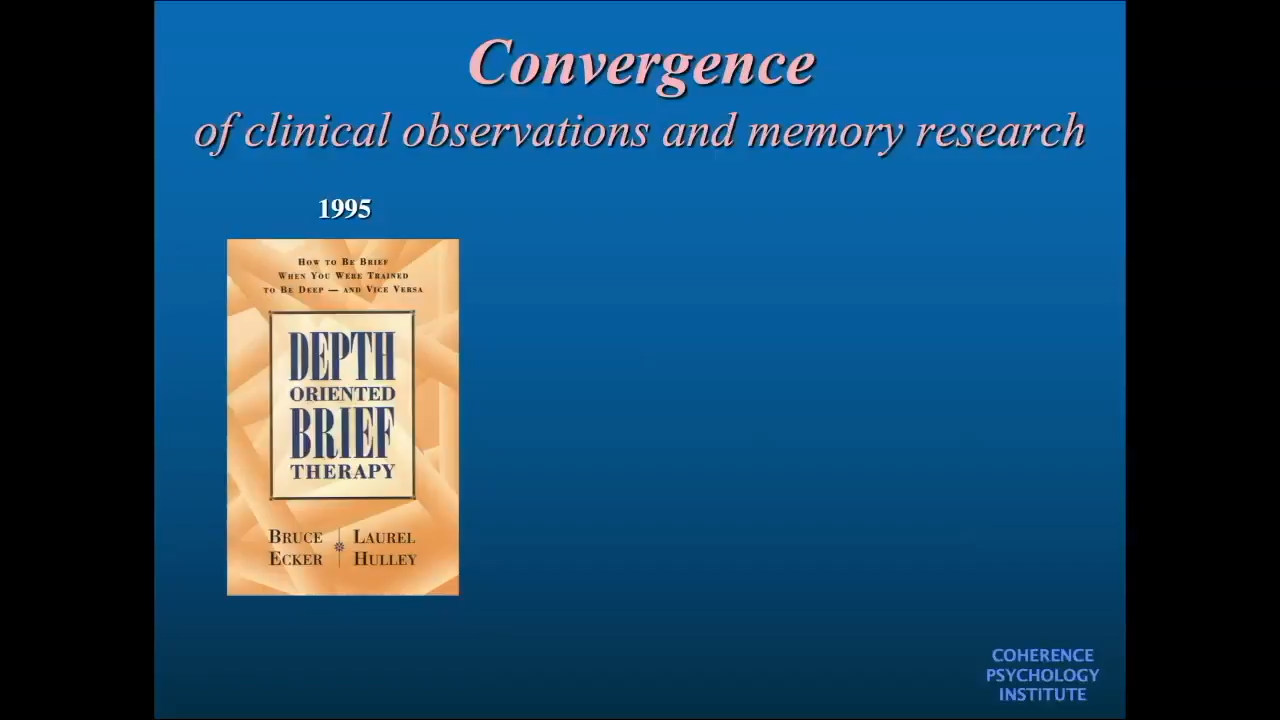 Convergence
of clinical observations and memory research
1995
How to Be Brief
When You Were Trained
to Be Deep — and Vice Versa
DEPTH
ORIENTED
BRIEF
THERAPY
Bruce Ecker
Laurel Hulley
COHERENCE
PSYCHOLOGY
INSTITUTE